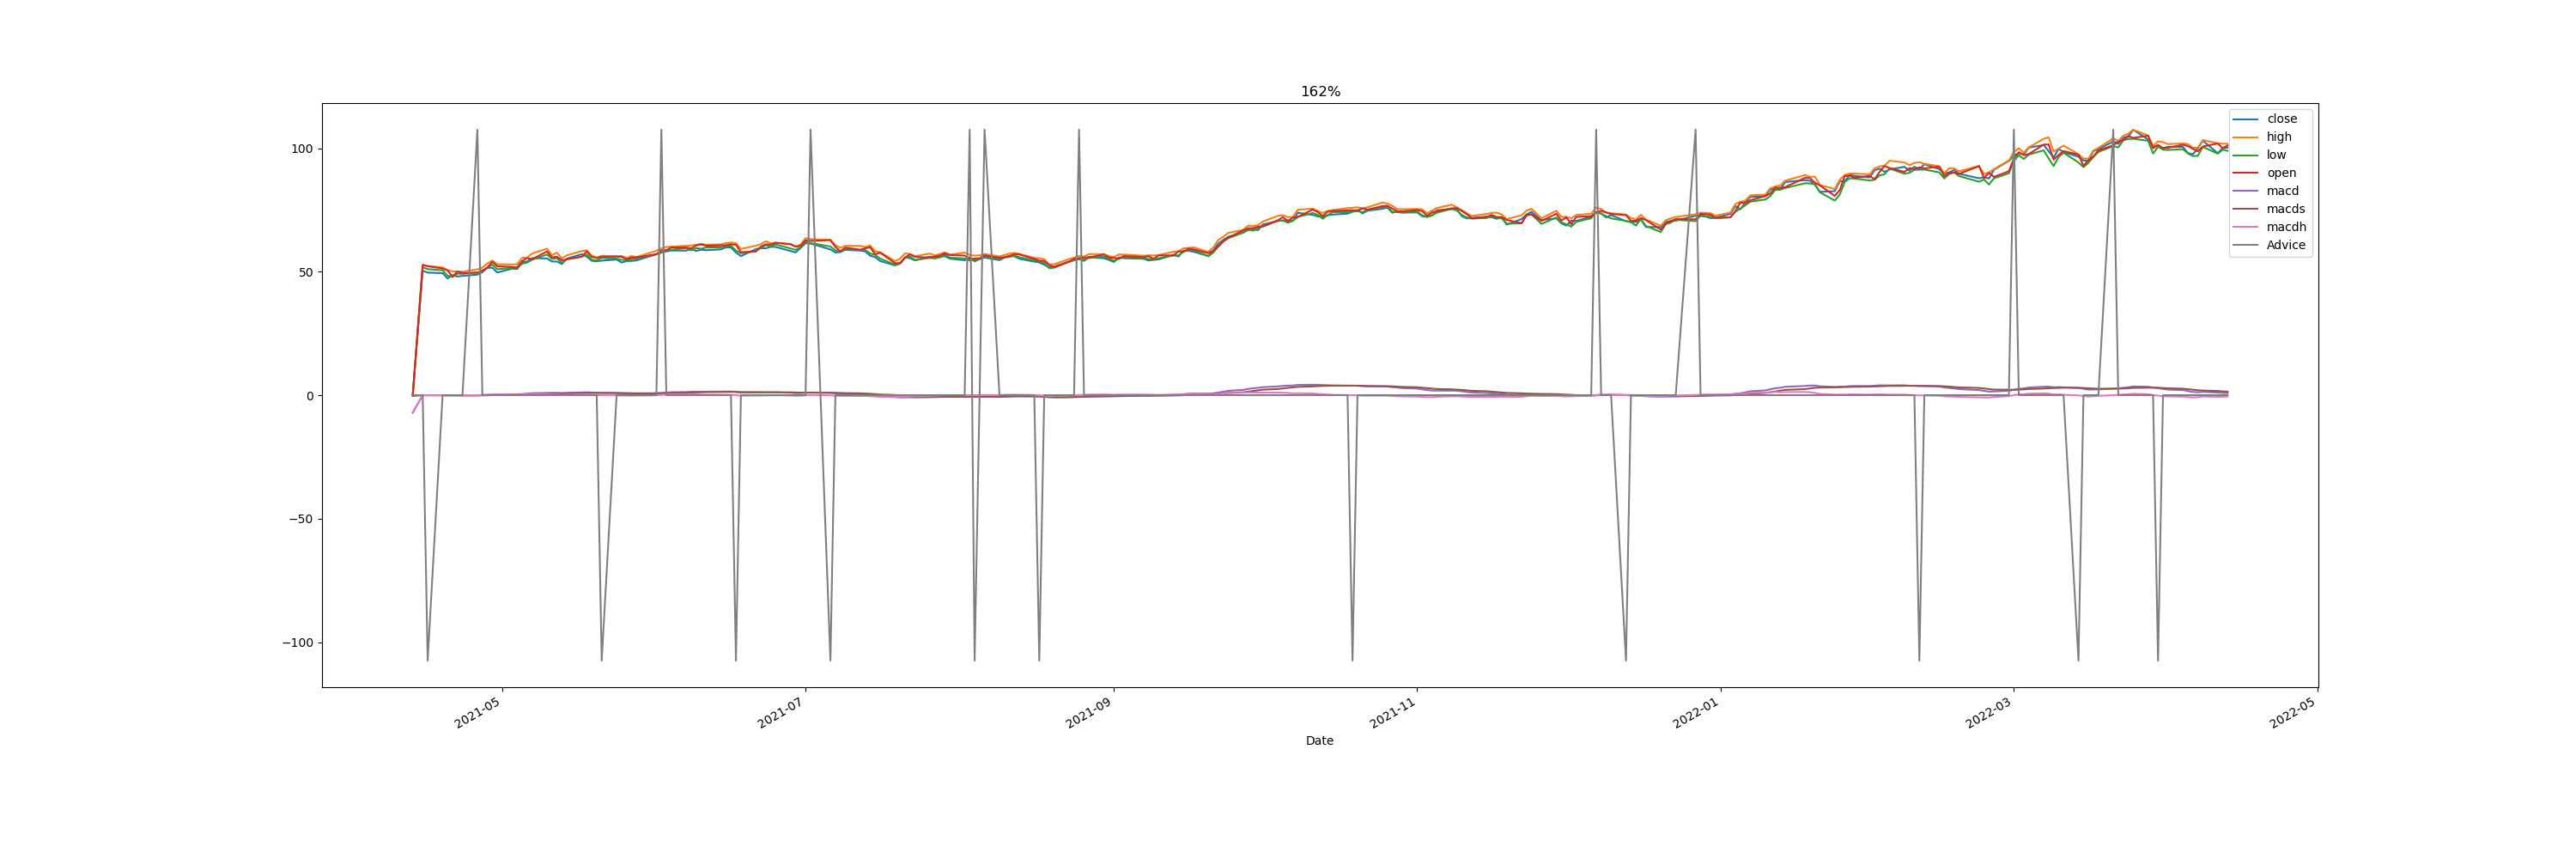 162%
close
high
low
open
macd
macds
macdh
Advice
100
50
0
−50
−100
2021-05
2021-07
2021-09
2021-11
2022-01
2022-03
2022-05
Date